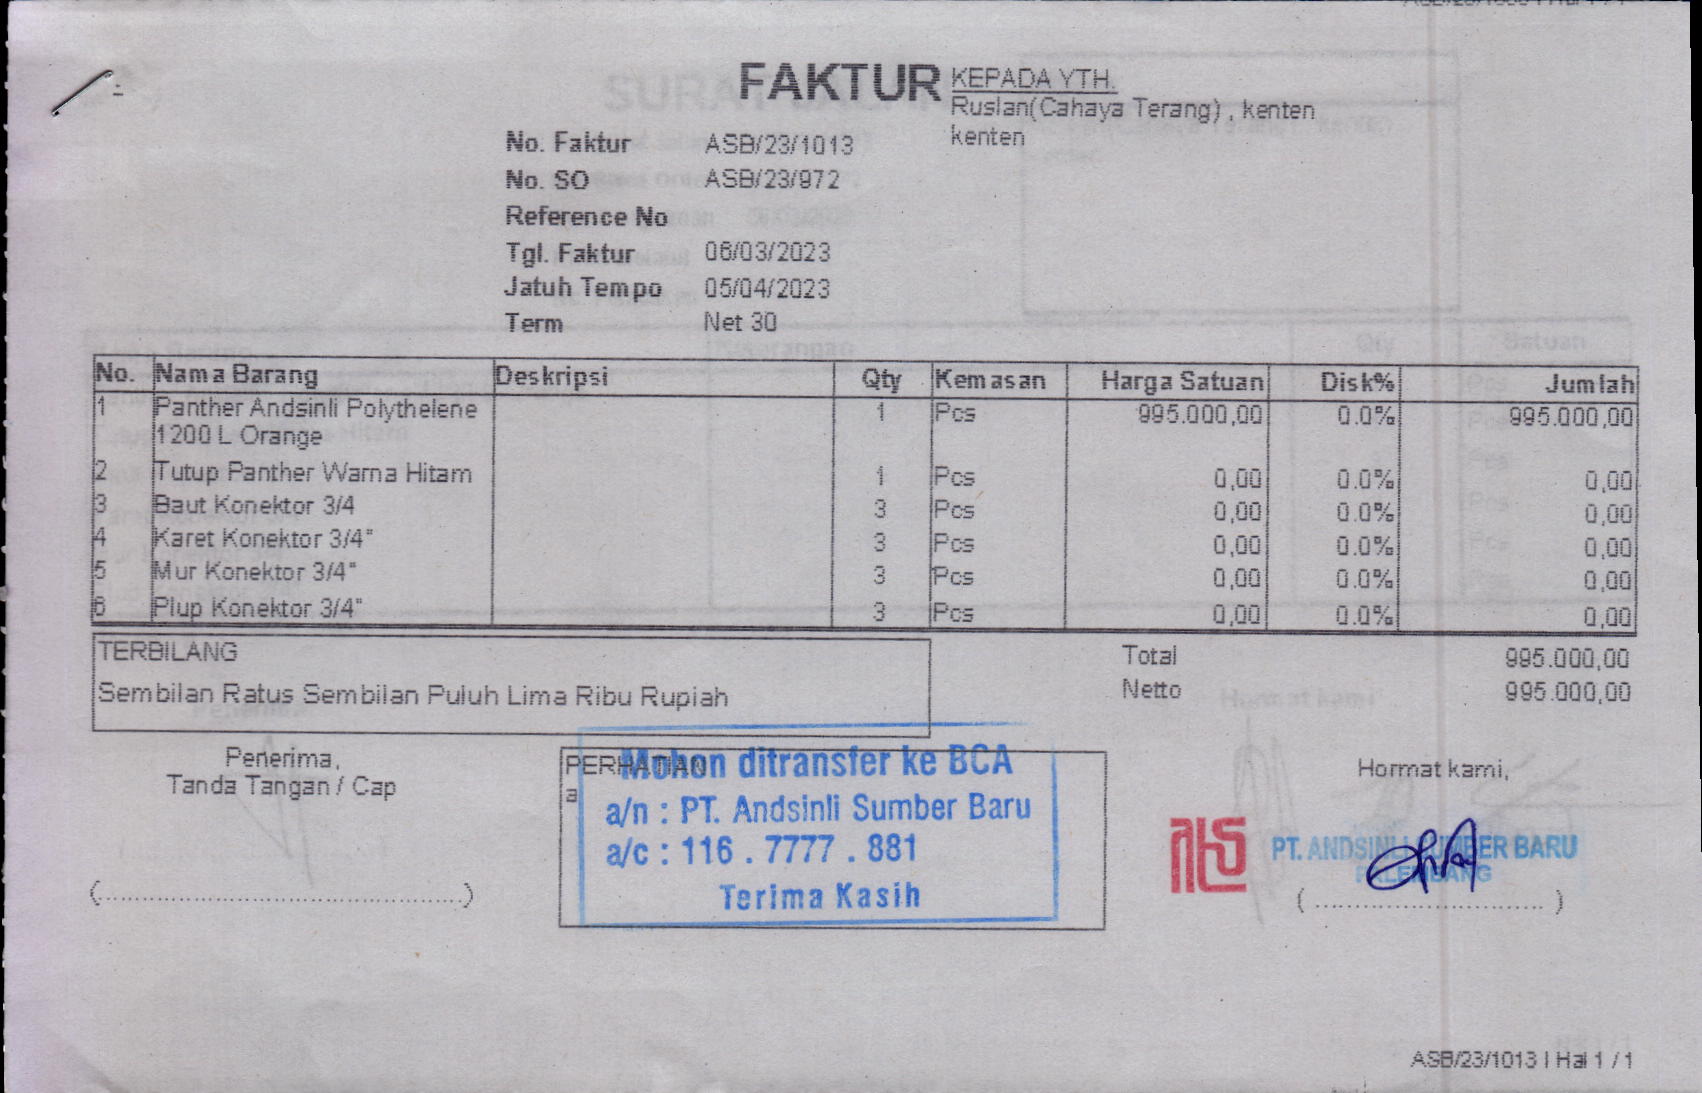 FAKTUR
KEPADA YTH.
Ruslan(Cahaya Terang) , kenten
kenten
No. Faktur ASB/23/1013
No. SO ASB/23/972
Reference No
Tgl. Faktur 06/03/2023
Jatuh Tempo 05/04/2023
Term Net 30
No. Nama Barang Deskripsi Qty Kemasan Harga Satuan Disk% Jumlah
1 Panther Andsinli Polythelene 1 Pcs 995.000,00 0.0% 995.000,00
1200 L Orange
2 Tutup Panther Warna Hitam 1 Pcs 0,00 0.0% 0,00
3 Baut Konektor 3/4 3 Pcs 0,00 0.0% 0,00
4 Karet Konektor 3/4" 3 Pcs 0,00 0.0% 0,00
5 Mur Konektor 3/4" 3 Pcs 0,00 0.0% 0,00
6 Plup Konektor 3/4" 3 Pcs 0,00 0.0% 0,00
TERBILANG
Sembilan Ratus Sembilan Puluh Lima Ribu Rupiah
Total 995.000,00
Netto 995.000,00
Penerima,
Tanda Tangan / Cap
(..............................................)
PERHATIAN
a
Mohon ditransfer ke BCA
a/n : PT. Andsinli Sumber Baru
a/c : 116 . 7777 . 881
Terima Kasih
Hormat kami,
PT. ANDSINLI SUMBER BARU
PALEMBANG
( ............................. )
ASB/23/1013 | Hal 1 / 1